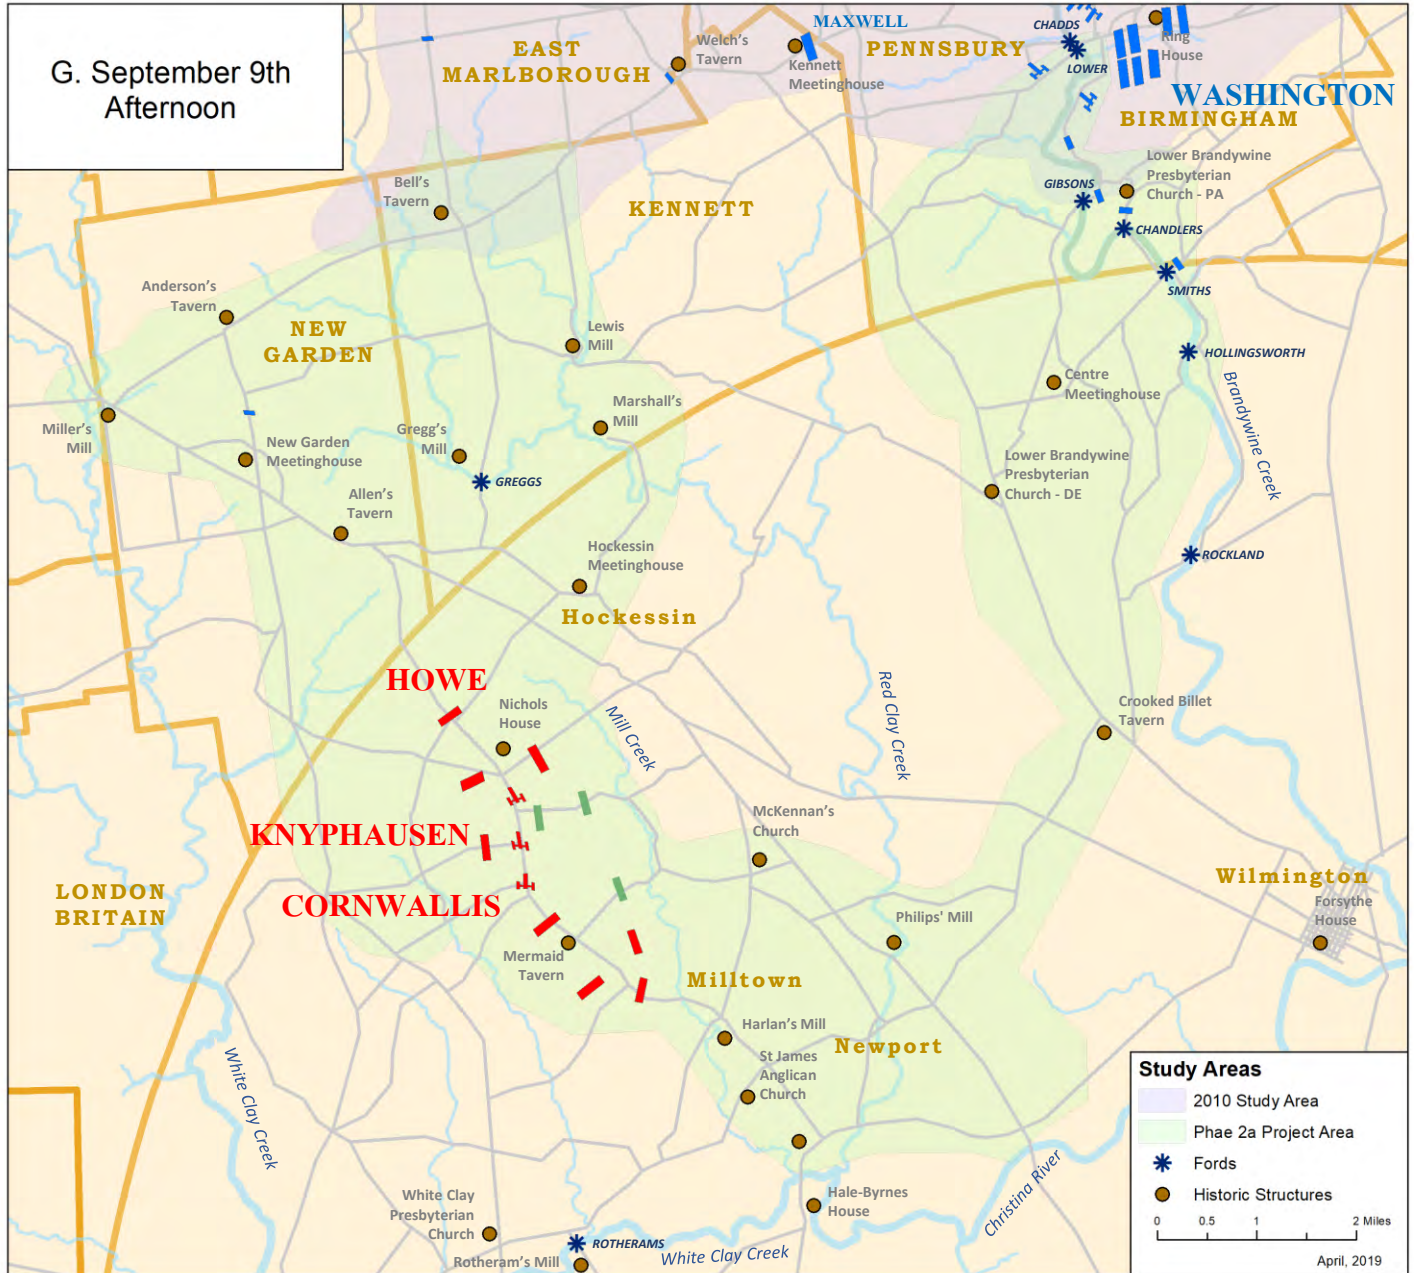 G. September 9th
Afternoon
EAST
MARLBOROUGH
Welch's
Tavern
MAXWELL
Kennett
Meetinghouse
PENNSBURY
CHADDS
LOWER
Ring
House
WASHINGTON
BIRMINGHAM
Bell's
Tavern
KENNETT
GIBSONS
Lower Brandywine
Presbyterian
Church - PA
CHANDLERS
SMITHS
Anderson's
Tavern
NEW
GARDEN
Lewis
Mill
HOLLINGSWORTH
Centre
Meetinghouse
Brandywine Creek
Miller's
Mill
New Garden
Meetinghouse
Gregg's
Mill
Marshall's
Mill
GREGGS
Allen's
Tavern
Lower Brandywine
Presbyterian
Church - DE
Hockessin
Meetinghouse
ROCKLAND
Hockessin
HOWE
Nichols
House
Mill Creek
Red Clay Creek
Crooked Billet
Tavern
KNYPHAUSEN
McKennan's
Church
LONDON
BRITAIN
CORNWALLIS
Wilmington
Forsythe
House
Philips' Mill
Mermaid
Tavern
Milltown
Harlan's Mill
Newport
St James
Anglican
Church
White Clay Creek
White Clay
Presbyterian
Church
Hale-Byrnes
House
Christina River
ROTHERAMS
Rotheram's Mill
White Clay Creek
Study Areas
2010 Study Area
Phae 2a Project Area
Fords
Historic Structures
0 0.5 1 2 Miles
April, 2019